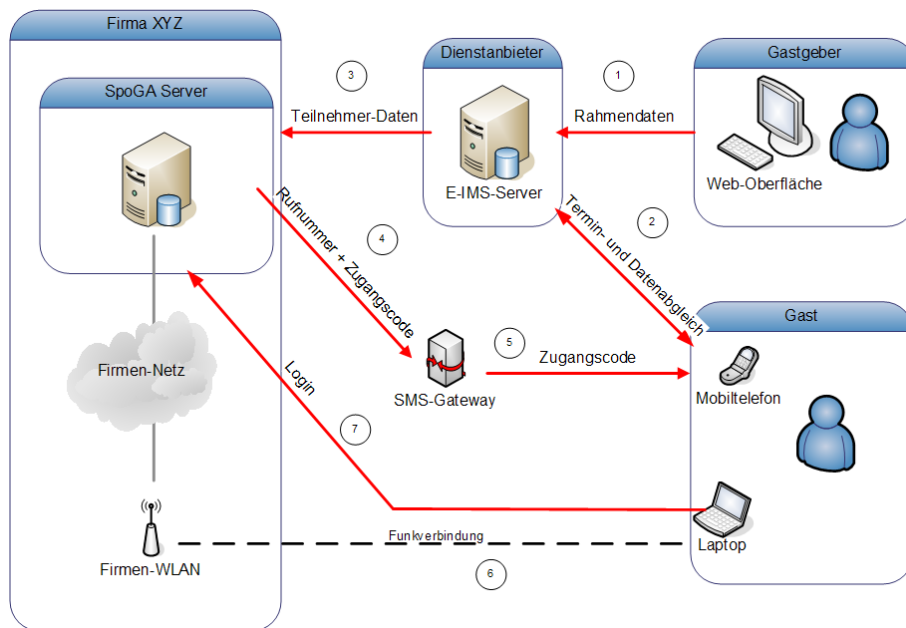 Firma XYZ
Dienstanbieter
Gastgeber
SpoGA Server
3
1
Teilnehmer-Daten
Rahmendaten
E-IMS-Server
Web-Oberfläche
Rufnummer + Zugangscode
4
Termin- und Datenabgleich
2
Gast
Firmen-Netz
5
Zugangscode
SMS-Gateway
Mobiltelefon
Login
7
Funkverbindung
Laptop
Firmen-WLAN
6